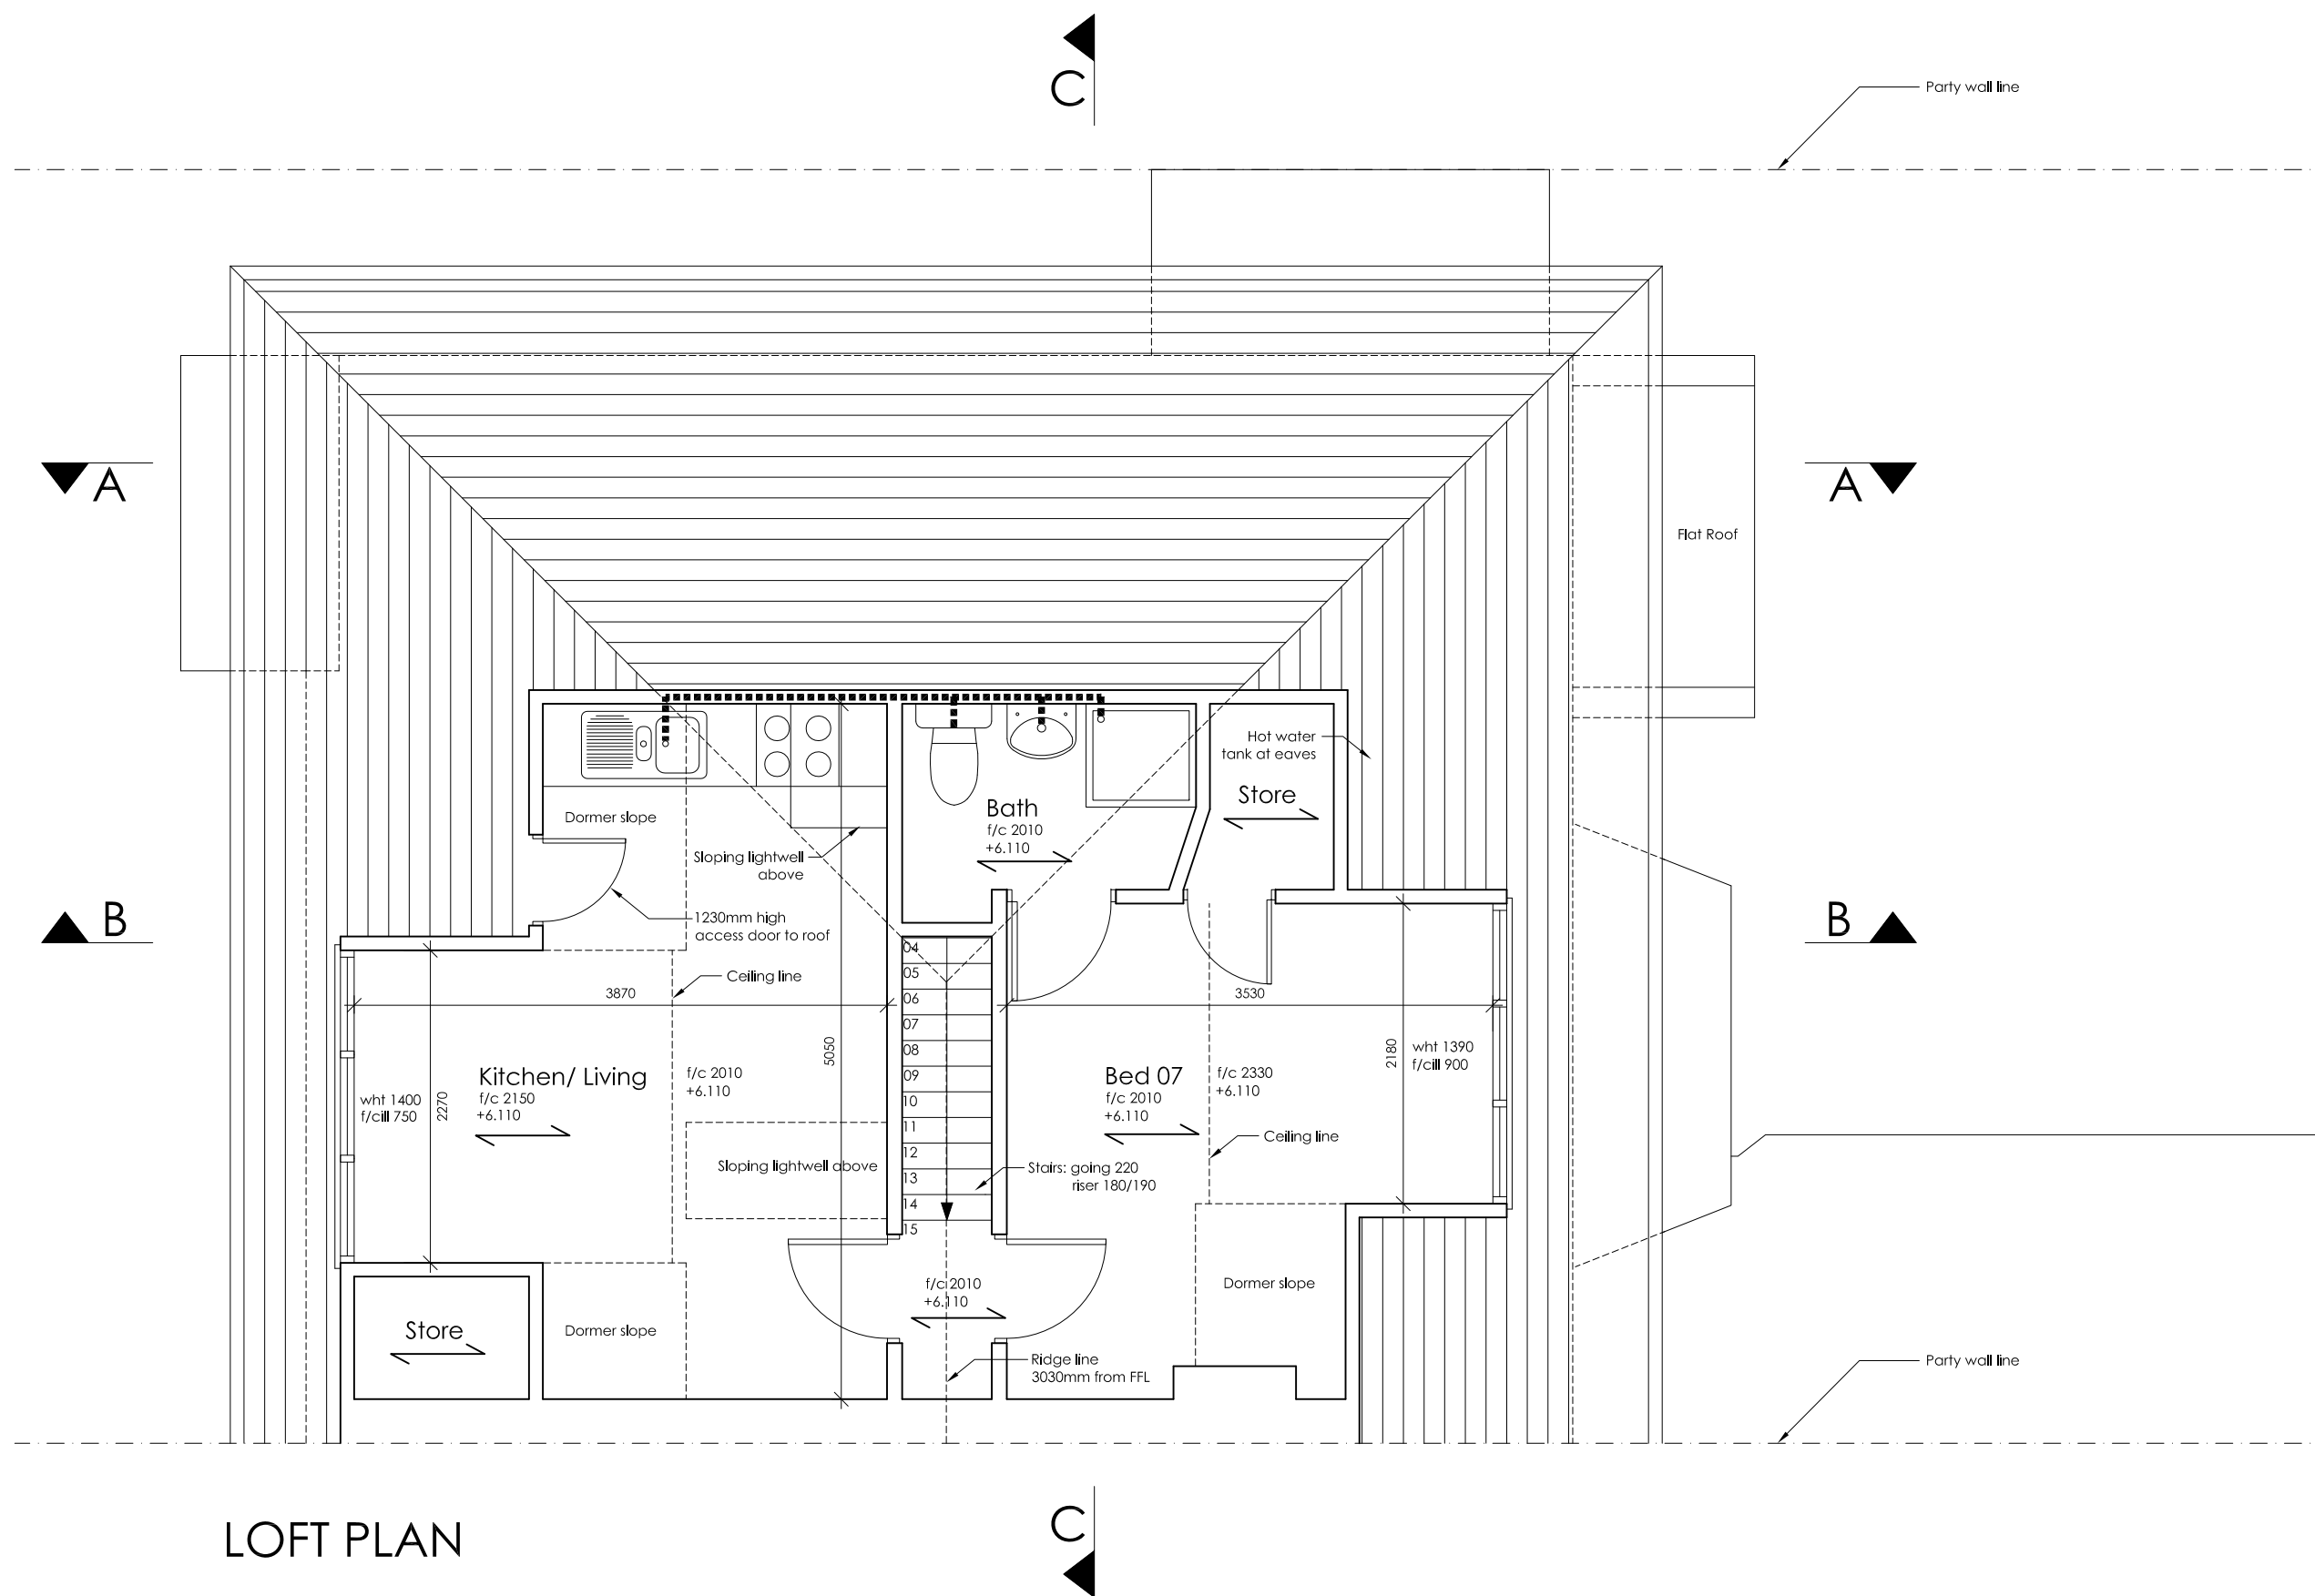 C
Party wall line
A
A
Flat Roof
Hot water
tank at eaves
Store
Bath
f/c 2010
+6.110
Dormer slope
Sloping lightwell
above
1230mm high
access door to roof
B
B
Ceiling line
04
05
06
07
08
09
10
11
12
13
14
15
3870
3530
5050
2180
wht 1390
f/cill 900
Kitchen/ Living
f/c 2150
+6.110
f/c 2010
+6.110
Bed 07
f/c 2010
+6.110
f/c 2330
+6.110
wht 1400
f/cill 750
2270
Ceiling line
Sloping lightwell above
Stairs: going 220
riser 180/190
f/c 2010
+6.110
Dormer slope
Store
Dormer slope
Ridge line
3030mm from FFL
Party wall line
C
LOFT PLAN